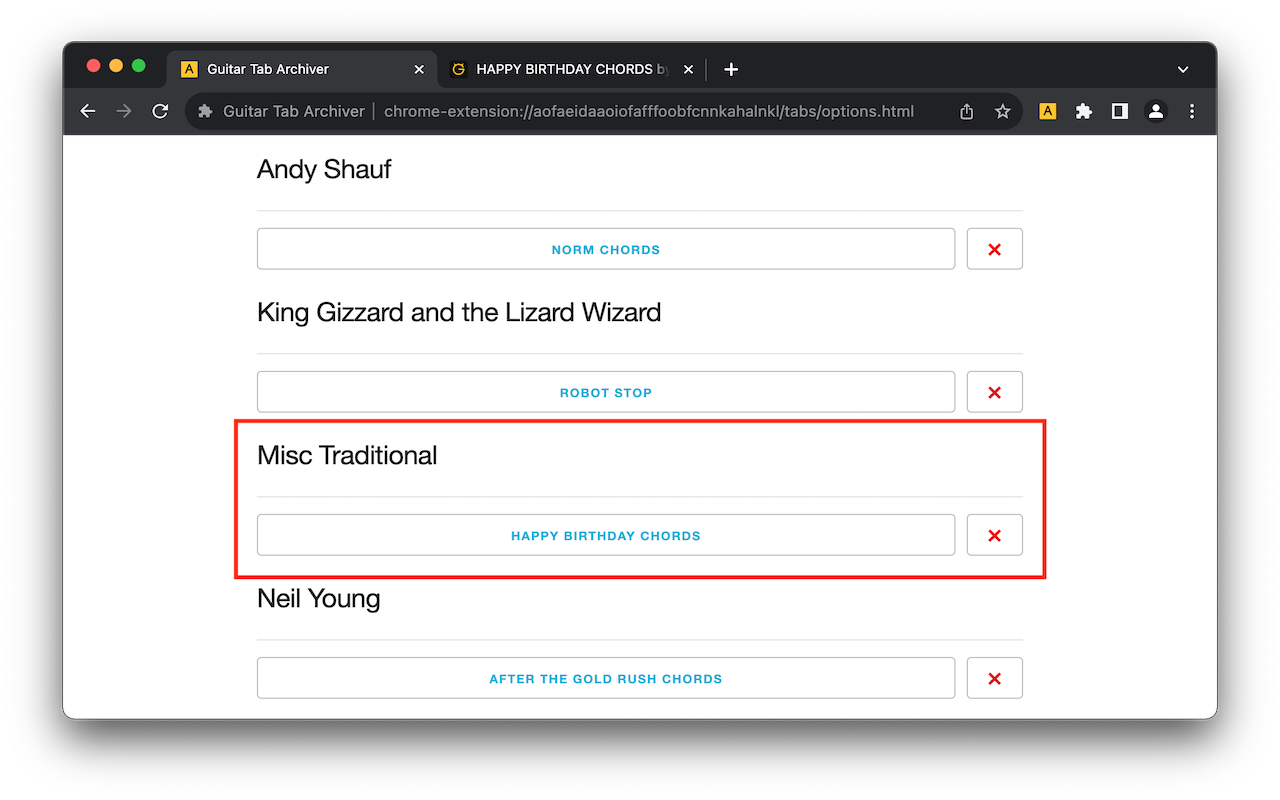 A Guitar Tab Archiver
G HAPPY BIRTHDAY CHORDS by
Guitar Tab Archiver | chrome-extension://aofaeidaaoiofafffoobfcnnkahalnkl/tabs/options.html
A
Andy Shauf
NORM CHORDS
King Gizzard and the Lizard Wizard
ROBOT STOP
Misc Traditional
HAPPY BIRTHDAY CHORDS
Neil Young
AFTER THE GOLD RUSH CHORDS